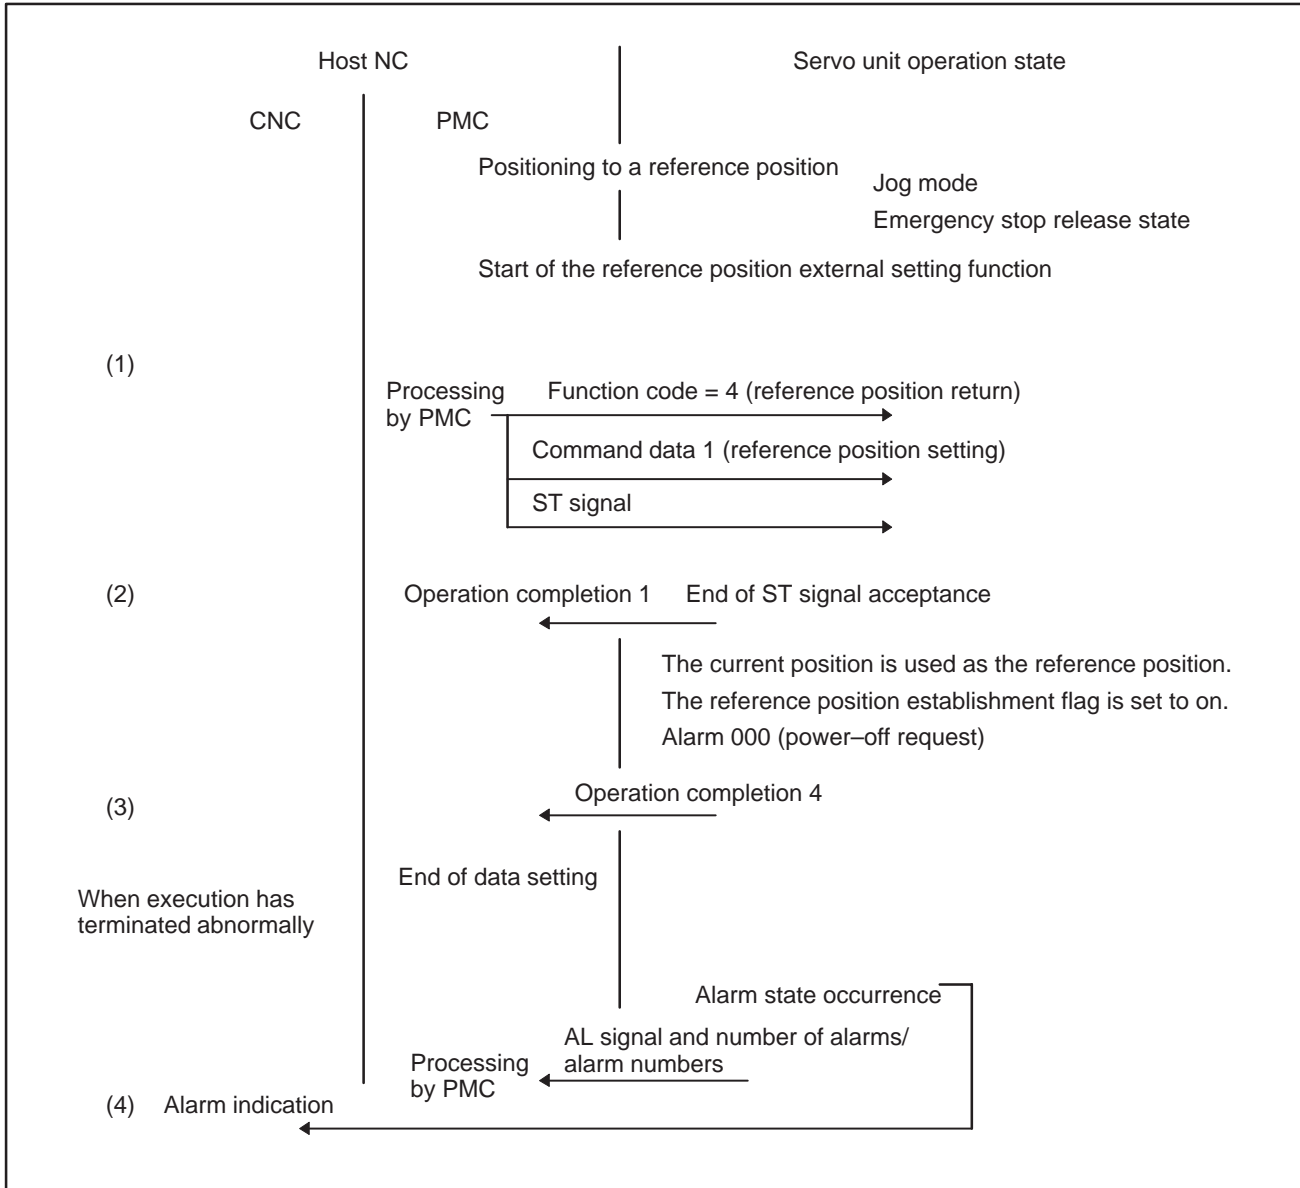 Host NC
Servo unit operation state
CNC
PMC
Positioning to a reference position
Jog mode
Emergency stop release state
Start of the reference position external setting function
(1)
Processing
by PMC
Function code = 4 (reference position return)
Command data 1 (reference position setting)
ST signal
(2)
Operation completion 1
End of ST signal acceptance
The current position is used as the reference position.
The reference position establishment flag is set to on.
Alarm 000 (power–off request)
(3)
Operation completion 4
End of data setting
When execution has
terminated abnormally
Alarm state occurrence
AL signal and number of alarms/
alarm numbers
Processing
by PMC
(4)
Alarm indication